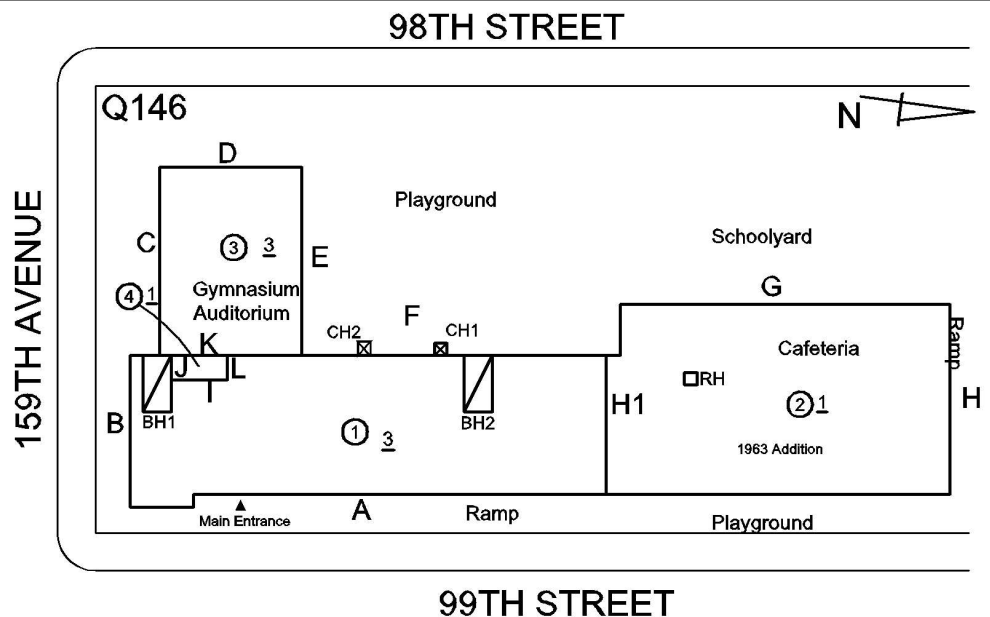 98TH STREET
Q146
N
D
Playground
159TH AVENUE
C
3 3
E
Schoolyard
4 1
Gymnasium
Auditorium
G
F
CH2
CH1
K
J
L
I
Cafeteria
Ramp
RH
B
BH1
BH2
H1
H
1 3
2 1
1963 Addition
Main Entrance
A
Ramp
Playground
99TH STREET